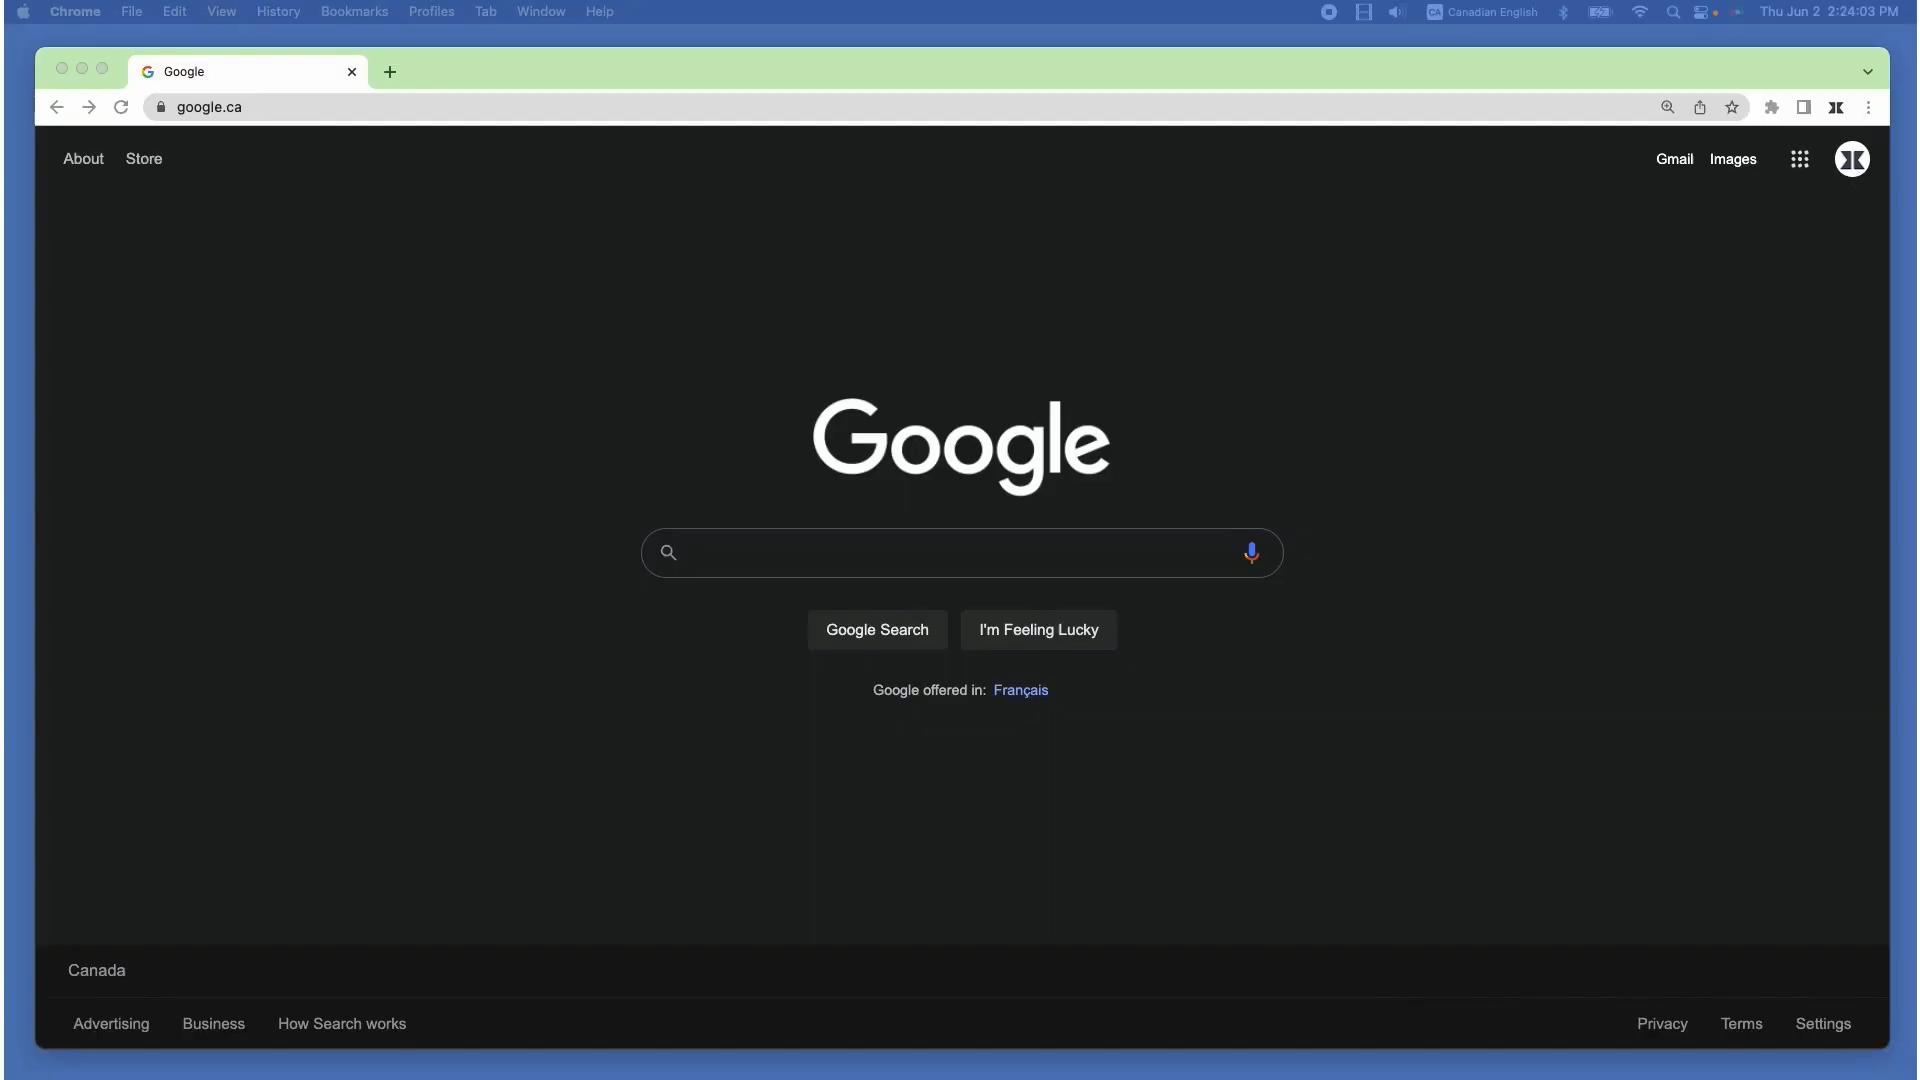 Chrome File Edit View History Bookmarks Profiles Tab Window Help CA Canadian English Thu Jun 2 2:24:03 PM
Google
google.ca
About Store Gmail Images
Google
Google Search I'm Feeling Lucky
Google offered in: Français
Canada
Advertising Business How Search works Privacy Terms Settings